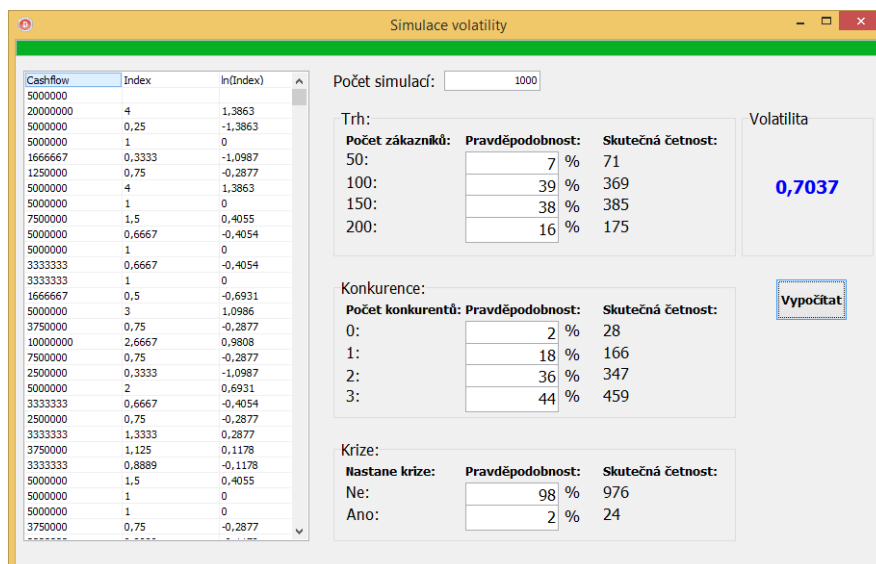 Simulace volatility
Cashflow Index ln(Index)
5000000
20000000 4 1,3863
5000000 0,25 -1,3863
5000000 1 0
1666667 0,3333 -1,0987
1250000 0,75 -0,2877
5000000 4 1,3863
5000000 1 0
7500000 1,5 0,4055
5000000 0,6667 -0,4054
5000000 1 0
3333333 0,6667 -0,4054
3333333 1 0
1666667 0,5 -0,6931
5000000 3 1,0986
3750000 0,75 -0,2877
10000000 2,6667 0,9808
7500000 0,75 -0,2877
2500000 0,3333 -1,0987
5000000 2 0,6931
3333333 0,6667 -0,4054
2500000 0,75 -0,2877
3333333 1,3333 0,2877
3750000 1,125 0,1178
3333333 0,8889 -0,1178
5000000 1,5 0,4055
5000000 1 0
5000000 1 0
3750000 0,75 -0,2877
Počet simulací: 1000
Trh:
Počet zákazníků: Pravděpodobnost: Skutečná četnost:
50: 7 % 71
100: 39 % 369
150: 38 % 385
200: 16 % 175
Konkurence:
Počet konkurentů: Pravděpodobnost: Skutečná četnost:
0: 2 % 28
1: 18 % 166
2: 36 % 347
3: 44 % 459
Krize:
Nastane krize: Pravděpodobnost: Skutečná četnost:
Ne: 98 % 976
Ano: 2 % 24
Volatilita
0,7037
Vypočítat